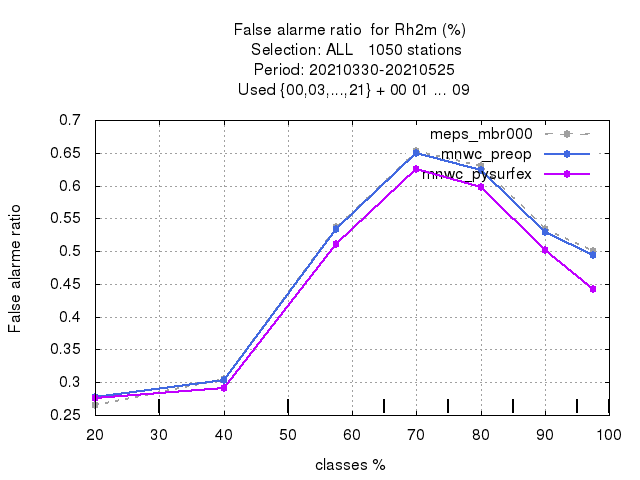 False alarme ratio  for Rh2m (%)
Selection: ALL   1050 stations
Period: 20210330-20210525
Used {00,03,...,21} + 00 01 ... 09
meps_mbr000
mnwc_preop
mnwc_pysurfex
False alarme ratio
0.7
0.65
0.6
0.55
0.5
0.45
0.4
0.35
0.3
0.25
20 30 40 50 60 70 80 90 100
classes %